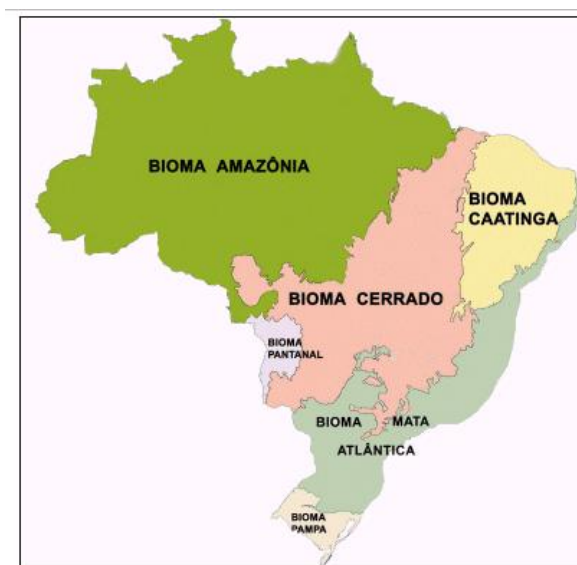 BIOMA AMAZÔNIA
BIOMA
CAATINGA
BIOMA CERRADO
BIOMA
PANTANAL
BIOMA MATA
ATLÂNTICA
BIOMA
PAMPA